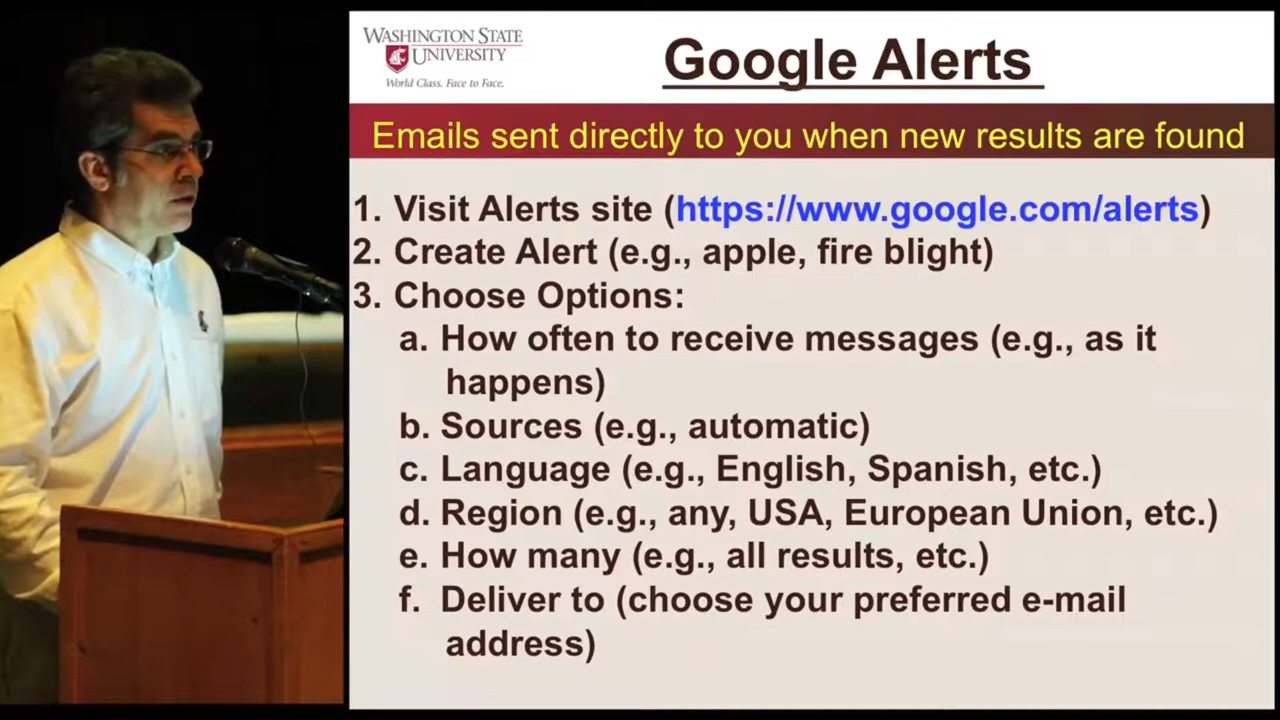 WASHINGTON STATE
UNIVERSITY
World Class. Face to Face.
Google Alerts
Emails sent directly to you when new results are found
1. Visit Alerts site (https://www.google.com/alerts)
2. Create Alert (e.g., apple, fire blight)
3. Choose Options:
a. How often to receive messages (e.g., as it
happens)
b. Sources (e.g., automatic)
c. Language (e.g., English, Spanish, etc.)
d. Region (e.g., any, USA, European Union, etc.)
e. How many (e.g., all results, etc.)
f. Deliver to (choose your preferred e-mail
address)